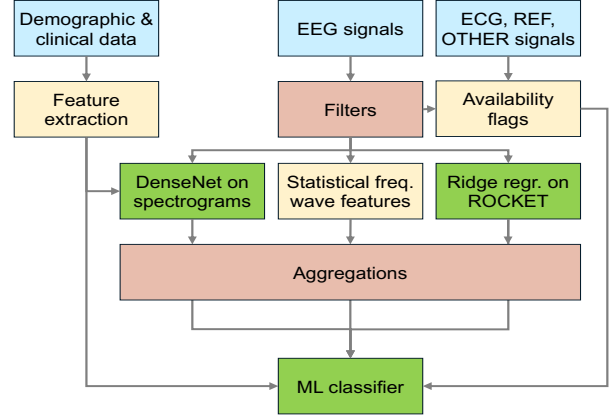 Demographic &
clinical data
EEG signals
ECG, REF,
OTHER signals
Feature
extraction
Filters
Availability
flags
DenseNet on
spectrograms
Statistical freq.
wave features
Ridge regr. on
ROCKET
Aggregations
ML classifier